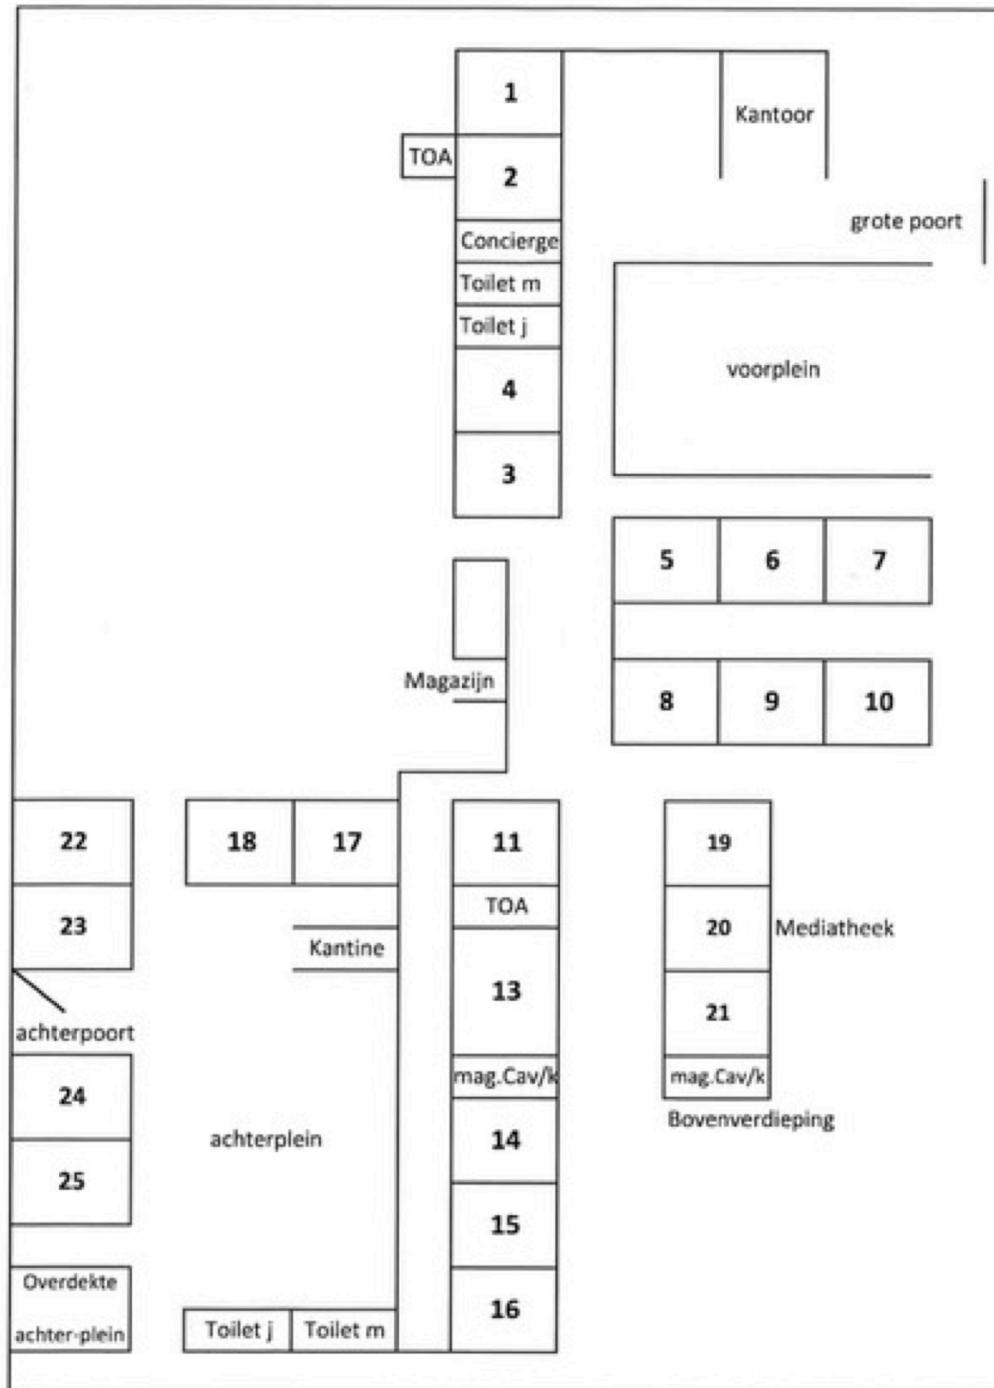 1
Kantoor
TOA
2
grote poort
Concierge
Toilet m
Toilet j
voorplein
4
3
5
6
7
Magazijn
8
9
10
22
18
17
11
19
TOA
23
Kantine
20
Mediatheek
13
21
achterpoort
mag.Cav/k
mag.Cav/k
24
Bovenverdieping
achterplein
14
25
15
Overdekte
achter-plein
16
Toilet j
Toilet m